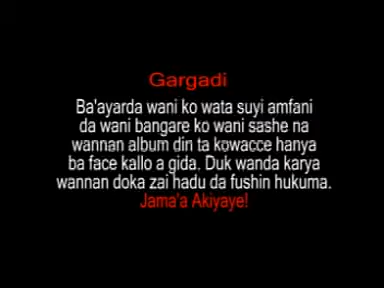 Gargadi
Ba'ayarda wani ko wata suyi amfani
da wani bangare ko wani sashe na
wannan album din ta kowacce hanya
ba face kallo a gida. Duk wanda karya
wannan doka zai hadu da fushin hukuma.
Jama'a Akiyaye!